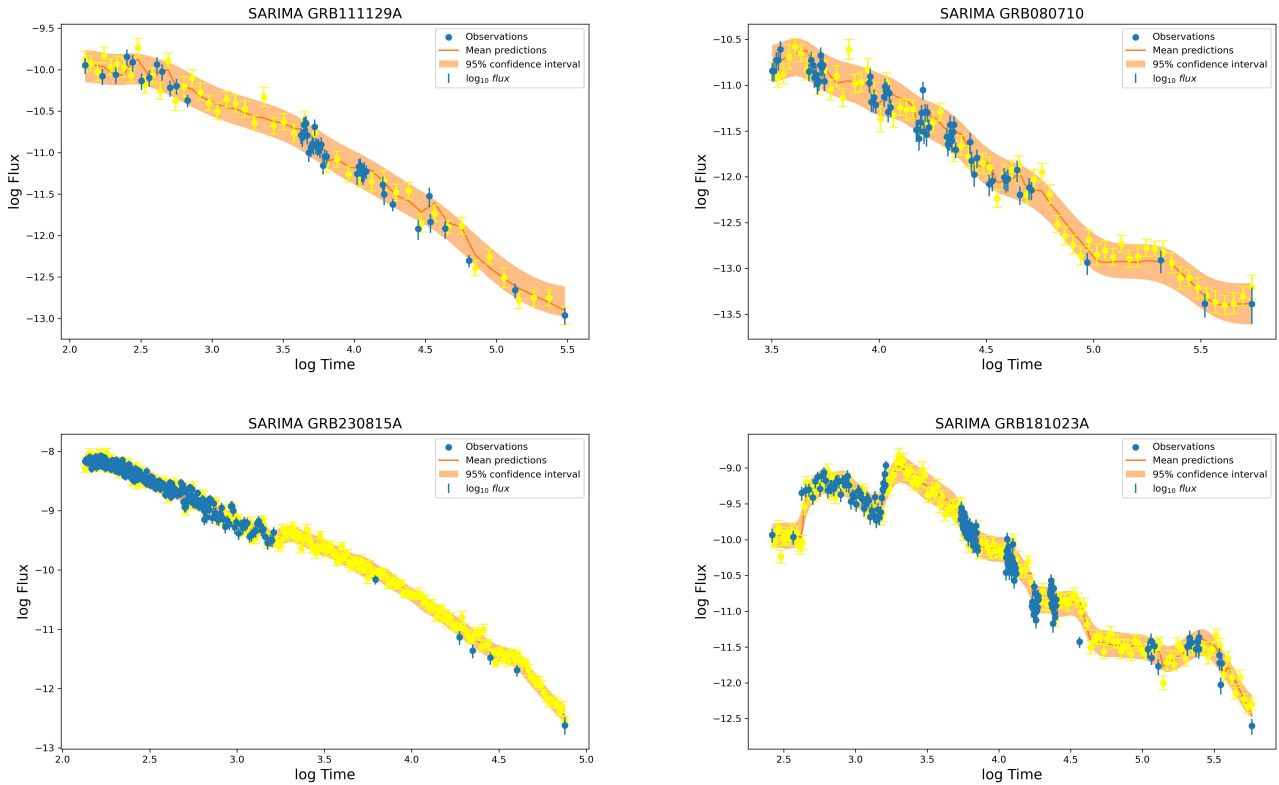 SARIMA GRB111129A
−9.5
−10.0
−10.5
−11.0
−11.5
−12.0
−12.5
−13.0
log Flux
2.0 2.5 3.0 3.5 4.0 4.5 5.0 5.5
log Time
Observations
Mean predictions
95% confidence interval
log₁₀ flux
SARIMA GRB080710
−10.5
−11.0
−11.5
−12.0
−12.5
−13.0
−13.5
log Flux
3.5 4.0 4.5 5.0 5.5
log Time
Observations
Mean predictions
95% confidence interval
log₁₀ flux
SARIMA GRB230815A
−8
−9
−10
−11
−12
−13
log Flux
2.0 2.5 3.0 3.5 4.0 4.5 5.0
log Time
Observations
Mean predictions
95% confidence interval
log₁₀ flux
SARIMA GRB181023A
−9.0
−9.5
−10.0
−10.5
−11.0
−11.5
−12.0
−12.5
log Flux
2.5 3.0 3.5 4.0 4.5 5.0 5.5
log Time
Observations
Mean predictions
95% confidence interval
log₁₀ flux